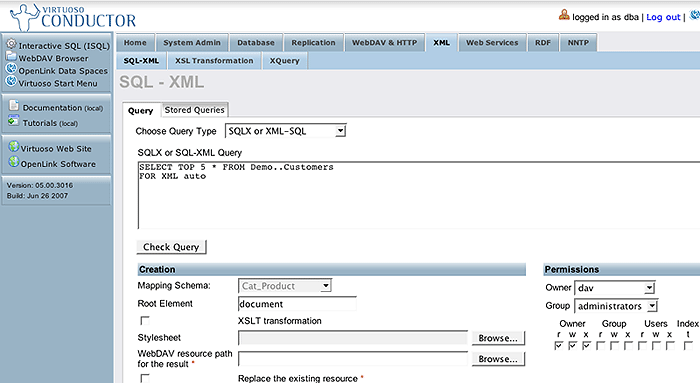 VIRTUOSO
CONDUCTOR
logged in as dba | Log out |
Interactive SQL (ISQL)
WebDAV Browser
OpenLink Data Spaces
Virtuoso Start Menu
Documentation (local)
Tutorials (local)
Virtuoso Web Site
OpenLink Software
Version: 05.00.3016
Build: Jun 26 2007
Home System Admin Database Replication WebDAV & HTTP XML Web Services RDF NNTP
SQL-XML XSL Transformation XQuery
SQL - XML
Query Stored Queries
Choose Query Type SQLX or XML-SQL
SQLX or SQL-XML Query
SELECT TOP 5 * FROM Demo..Customers
FOR XML auto
Check Query
Creation
Mapping Schema: Cat_Product
Root Element document
XSLT transformation
Stylesheet Browse...
WebDAV resource path
for the result * Browse...
Replace the existing resource *
Permissions
Owner dav
Group administrators
Owner Group Users Index
r w x r w x r w x t